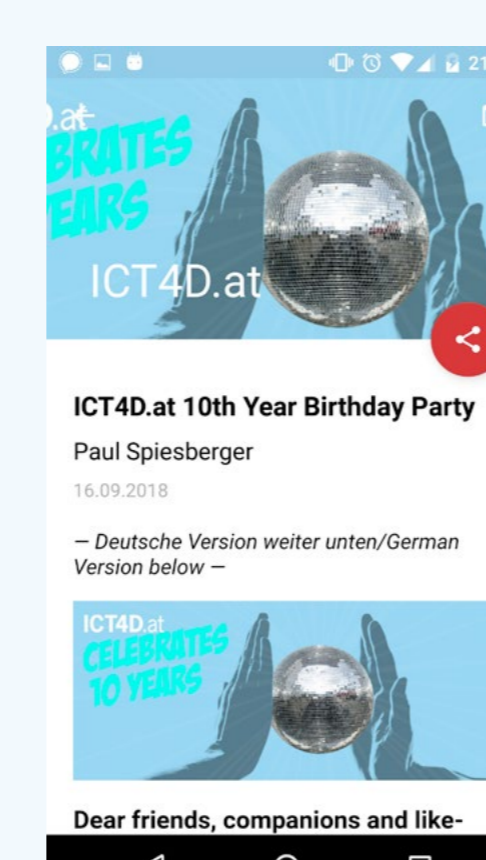 21
.at
BRATES
EARS
ICT4D.at
ICT4D.at 10th Year Birthday Party
Paul Spiesberger
16.09.2018
— Deutsche Version weiter unten/German
Version below —
ICT4D.at
CELEBRATES
10 YEARS
Dear friends, companions and like-